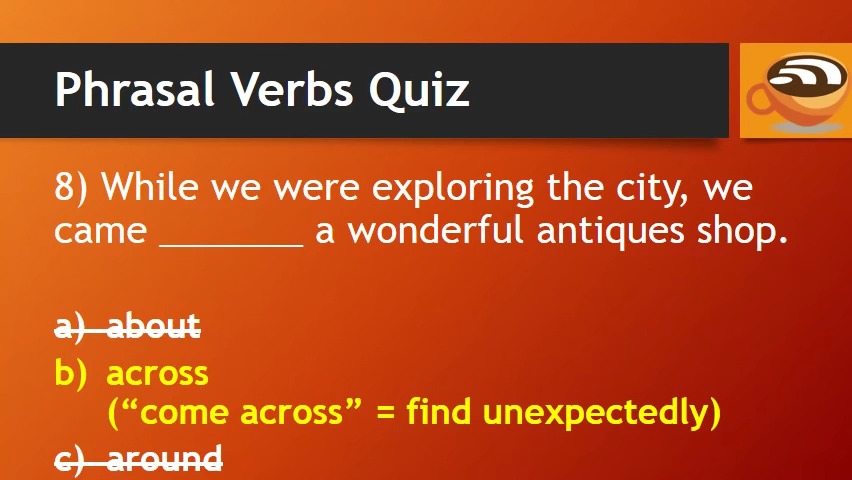 Phrasal Verbs Quiz
8) While we were exploring the city, we
came _______ a wonderful antiques shop.
a) about
b) across
(“come across” = find unexpectedly)
c) around